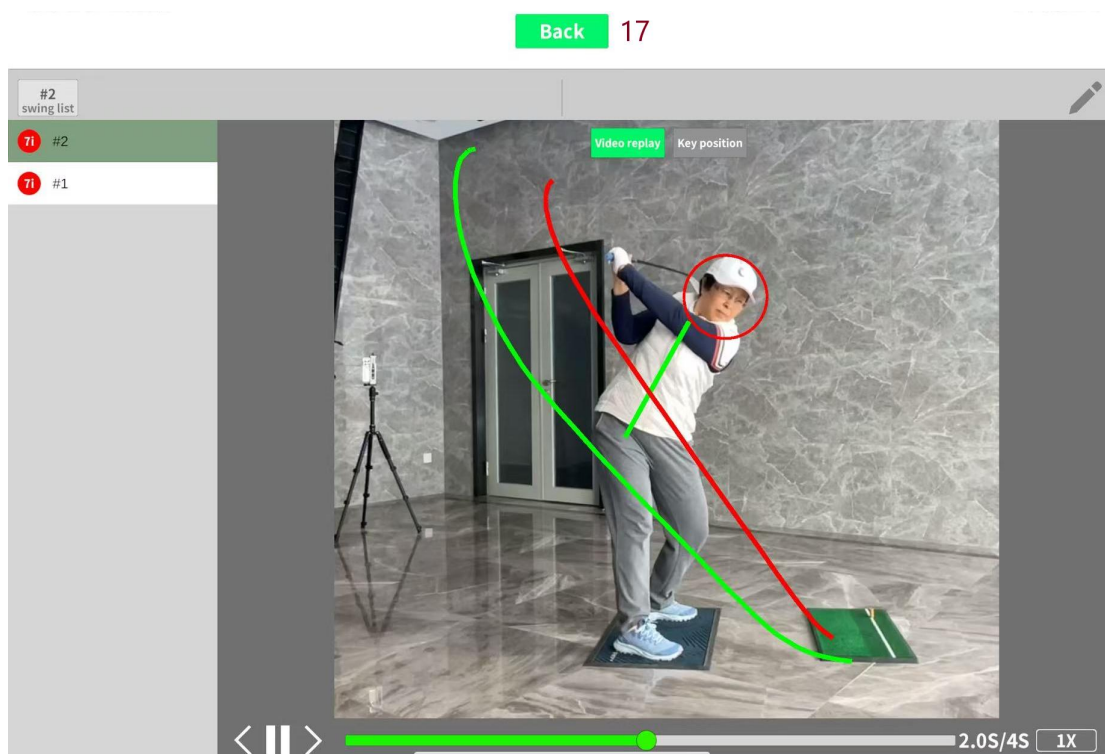 Back 17
#2
swing list
7i #2
Video replay Key position
7i #1
2.0S/4S 1X